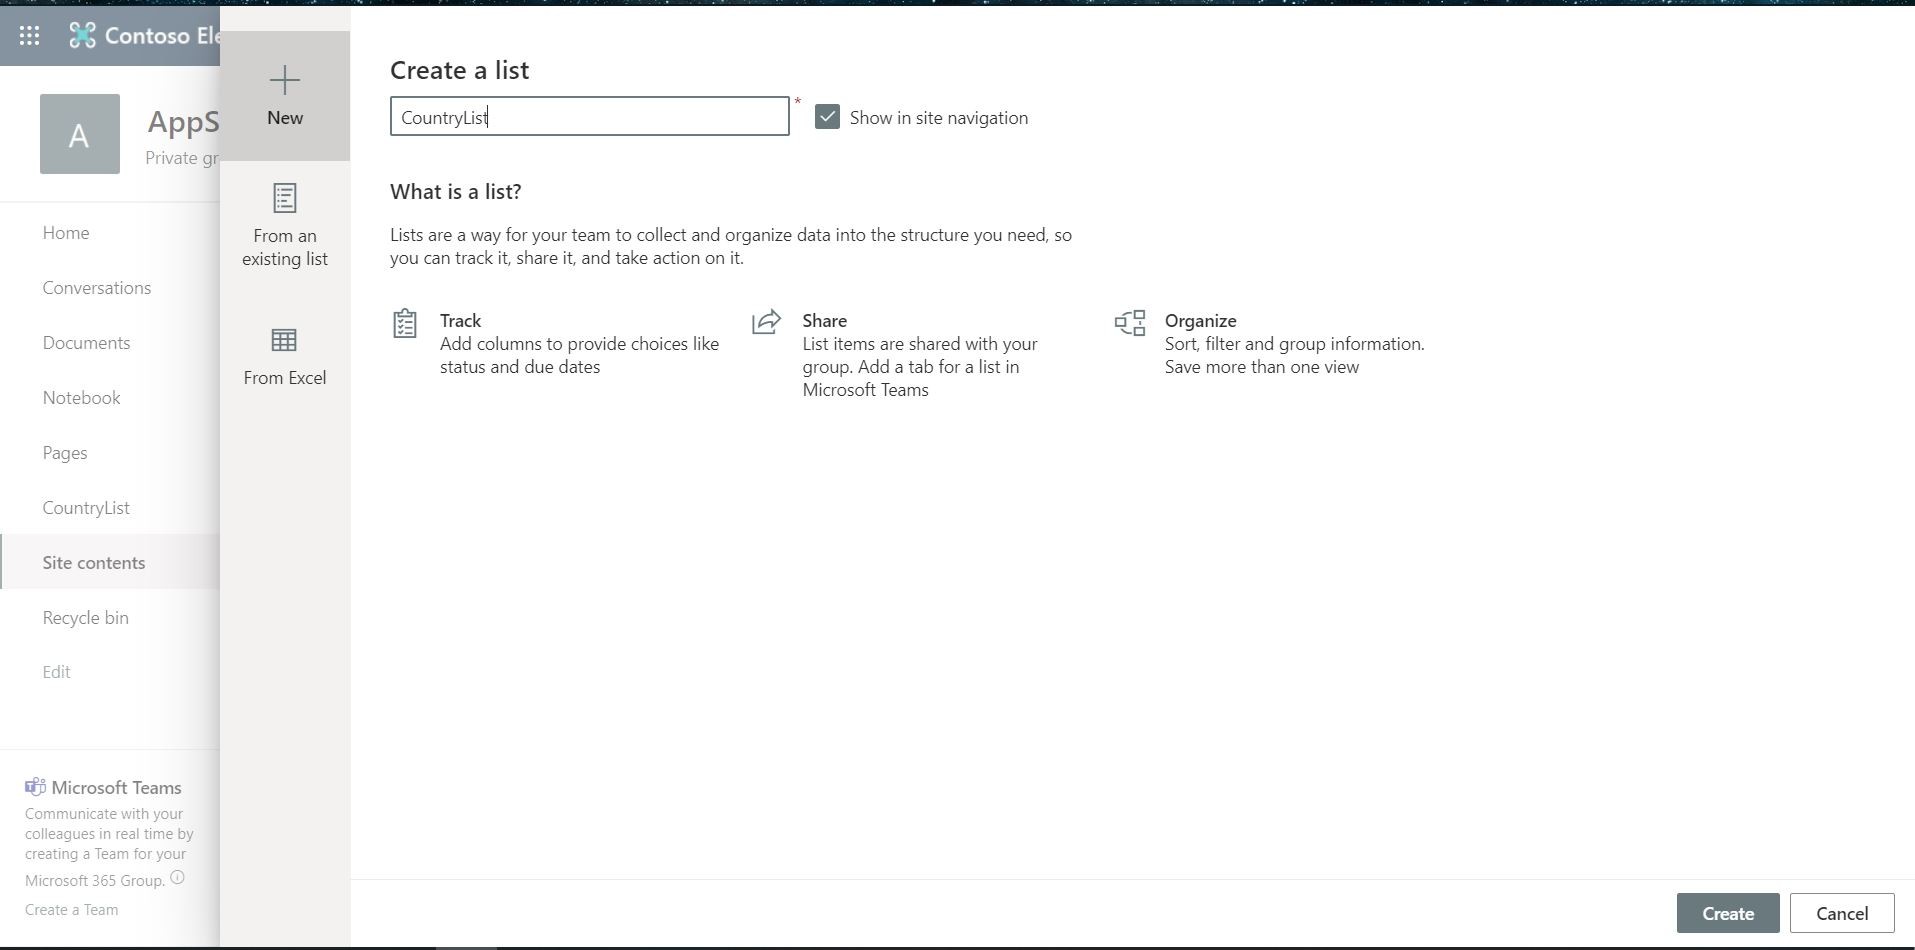 Contoso Ele
A
AppS
Private gr
Home
Conversations
Documents
Notebook
Pages
CountryList
Site contents
Recycle bin
Edit
Microsoft Teams
Communicate with your
colleagues in real time by
creating a Team for your
Microsoft 365 Group.
Create a Team
New
From an
existing list
From Excel
Create a list
CountryList *
Show in site navigation
What is a list?
Lists are a way for your team to collect and organize data into the structure you need, so
you can track it, share it, and take action on it.
Track
Add columns to provide choices like
status and due dates
Share
List items are shared with your
group. Add a tab for a list in
Microsoft Teams
Organize
Sort, filter and group information.
Save more than one view
Create
Cancel